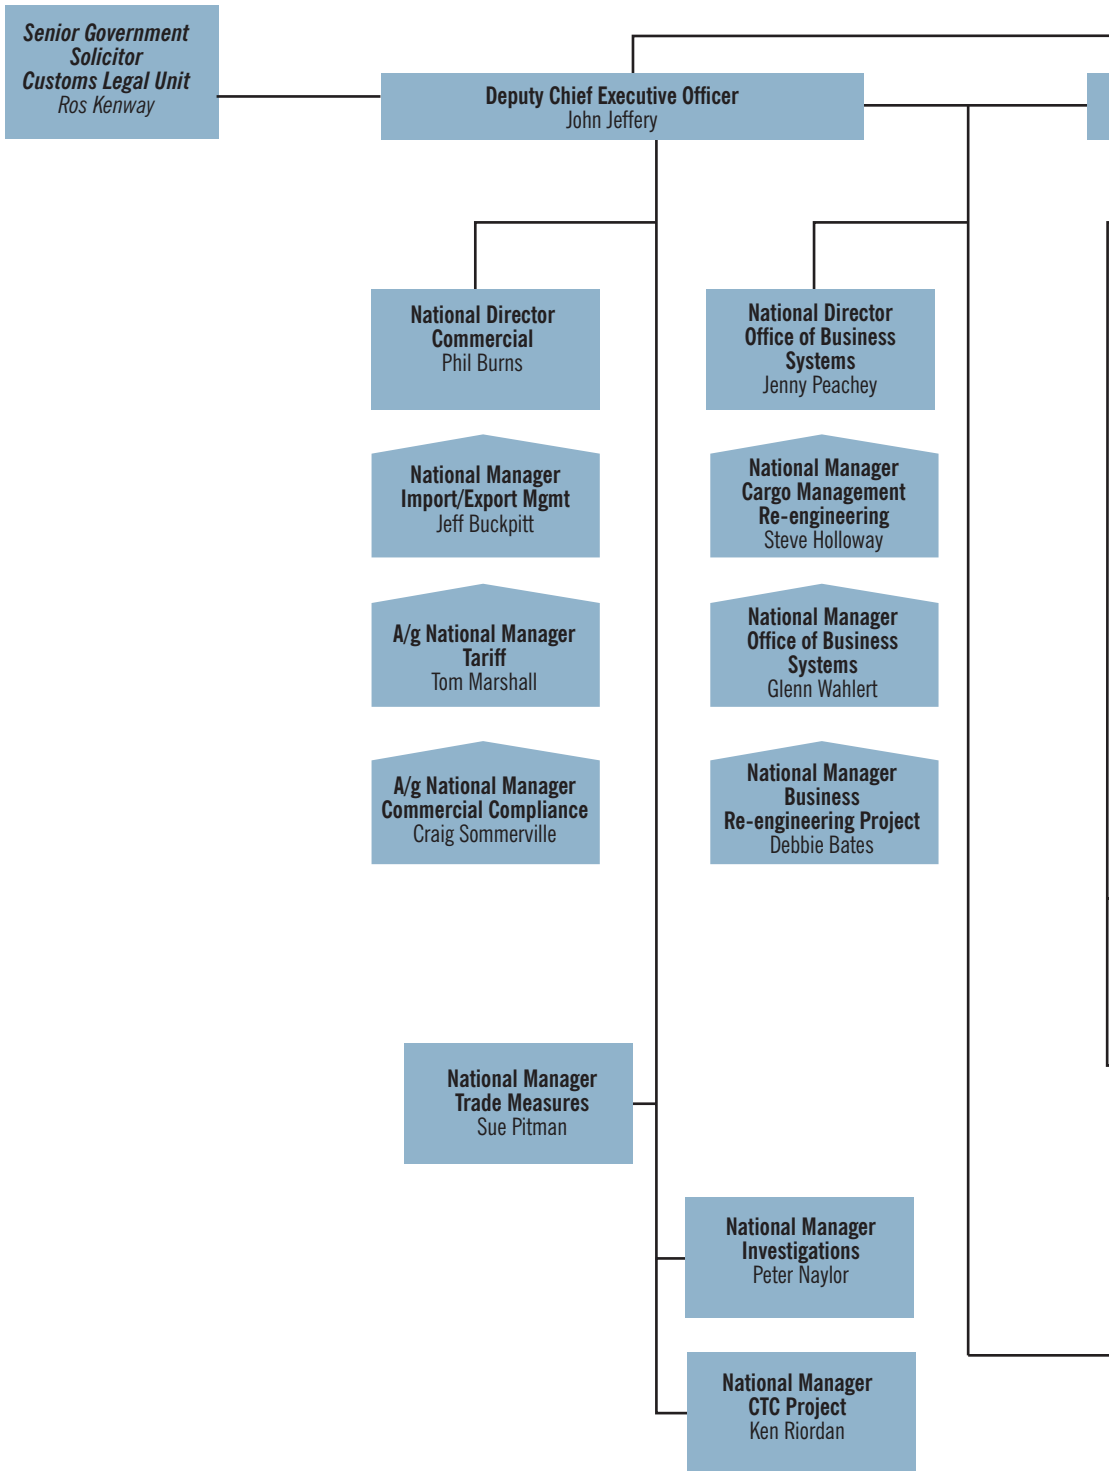 Senior Government
Solicitor
Customs Legal Unit
Ros Kenway
Deputy Chief Executive Officer
John Jeffery
National Director
Commercial
Phil Burns
National Director
Office of Business
Systems
Jenny Peachey
National Manager
Import/Export Mgmt
Jeff Buckpitt
National Manager
Cargo Management
Re-engineering
Steve Holloway
A/g National Manager
Tariff
Tom Marshall
National Manager
Office of Business
Systems
Glenn Wahlert
A/g National Manager
Commercial Compliance
Craig Sommerville
National Manager
Business
Re-engineering Project
Debbie Bates
National Manager
Trade Measures
Sue Pitman
National Manager
Investigations
Peter Naylor
National Manager
CTC Project
Ken Riordan